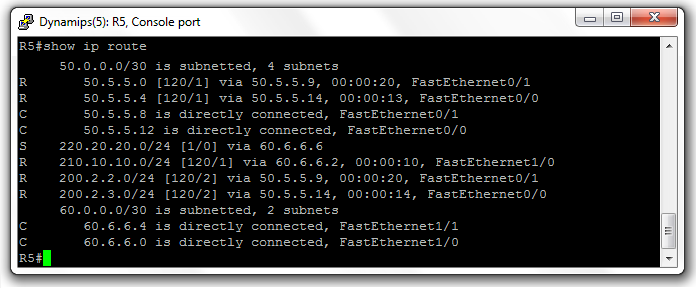 Dynamips(5): R5, Console port
R5#show ip route
50.0.0.0/30 is subnetted, 4 subnets
R 50.5.5.0 [120/1] via 50.5.5.9, 00:00:20, FastEthernet0/1
R 50.5.5.4 [120/1] via 50.5.5.14, 00:00:13, FastEthernet0/0
C 50.5.5.8 is directly connected, FastEthernet0/1
C 50.5.5.12 is directly connected, FastEthernet0/0
S 220.20.20.0/24 [1/0] via 60.6.6.6
R 210.10.10.0/24 [120/1] via 60.6.6.2, 00:00:10, FastEthernet1/0
R 200.2.2.0/24 [120/2] via 50.5.5.9, 00:00:20, FastEthernet0/1
R 200.2.3.0/24 [120/2] via 50.5.5.14, 00:00:14, FastEthernet0/0
60.0.0.0/30 is subnetted, 2 subnets
C 60.6.6.4 is directly connected, FastEthernet1/1
C 60.6.6.0 is directly connected, FastEthernet1/0
R5#